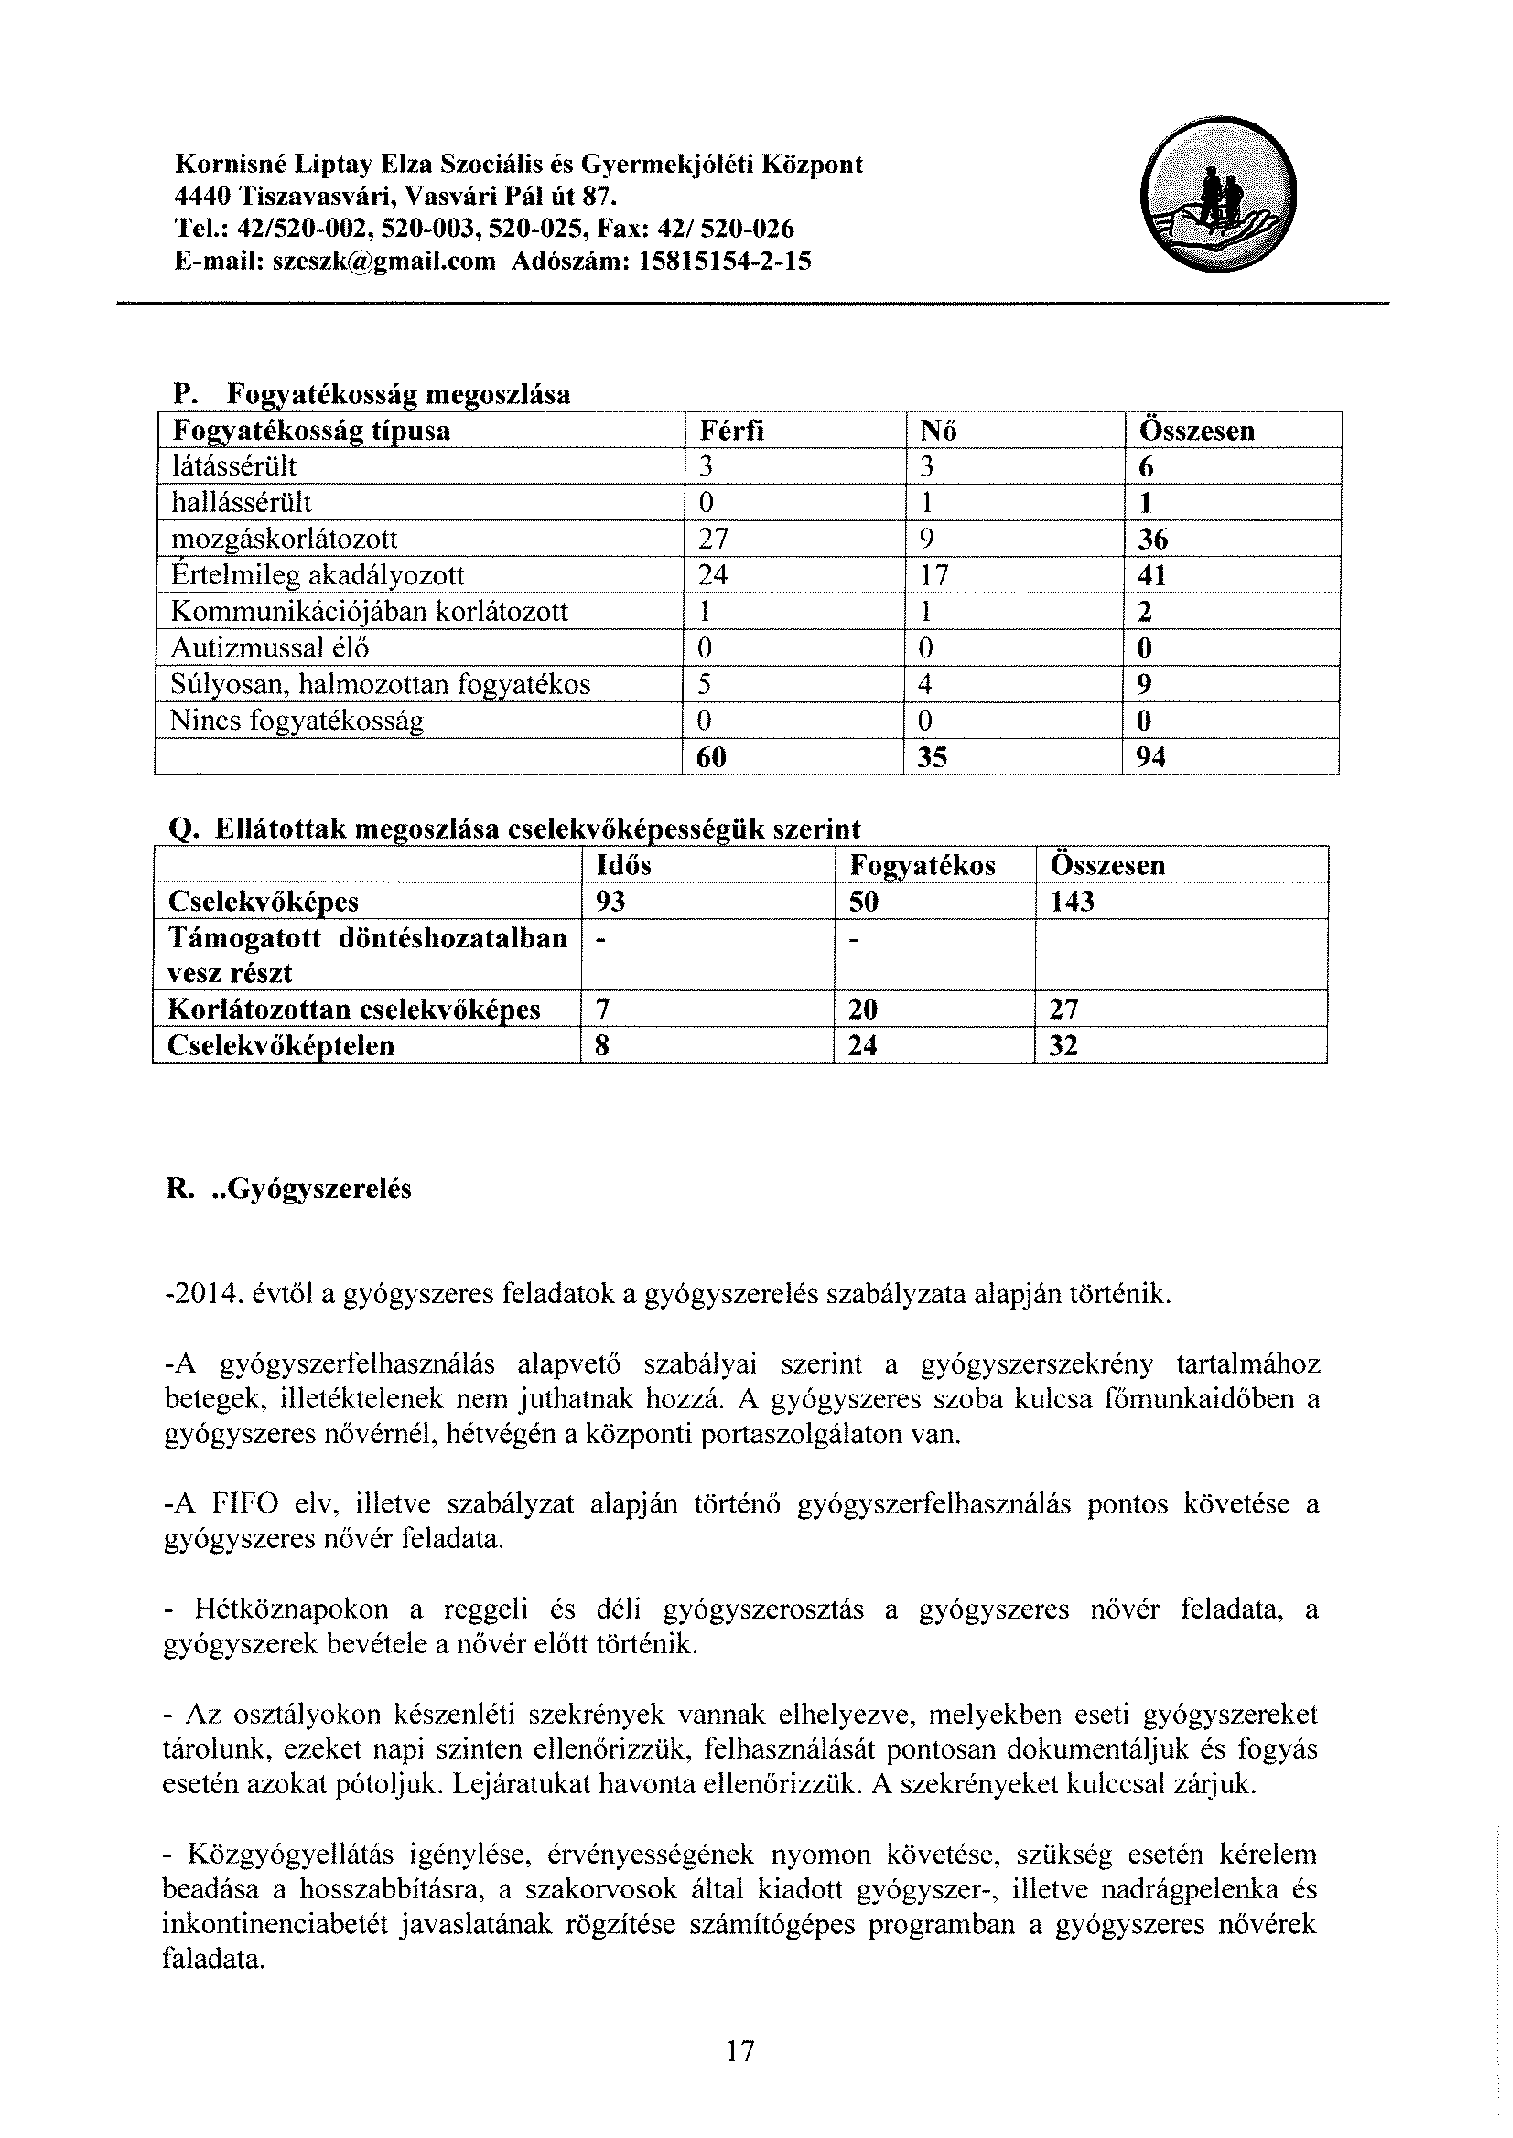 Kornisné Liptay Elza Szociális és Gyermekjóléti Központ
4440 Tiszavasvári, Vasvári Pál út 87.
Tel.: 42/520-002, 520-003, 520-025, Fax: 42/ 520-026
E-mail: szeszk@gmail.com Adószám: 15815154-2-15
P. Fogyatékosság megoszlása
Fogyatékosság típusa Férfi Nő Összesen
látássérült 3 3 6
hallássérült 0 1 1
mozgáskorlátozott 27 9 36
Értelmileg akadályozott 24 17 41
Kommunikációjában korlátozott 1 1 2
Autizmussal élő 0 0 0
Súlyosan, halmozottan fogyatékos 5 4 9
Nincs fogyatékosság 0 0 0
60 35 94
Q. Ellátottak megoszlása cselekvőképességük szerint
Idős Fogyatékos Összesen
Cselekvőképes 93 50 143
Támogatott döntéshozatalban - -
vesz részt
Korlátozottan cselekvőképes 7 20 27
Cselekvőképtelen 8 24 32
R. ..Gyógyszerelés
-2014. évtől a gyógyszeres feladatok a gyógyszerelés szabályzata alapján történik.
-A gyógyszerfelhasználás alapvető szabályai szerint a gyógyszerszekrény tartalmához
betegek, illetéktelenek nem juthatnak hozzá. A gyógyszeres szoba kulcsa főmunkaidőben a
gyógyszeres nővérnél, hétvégén a központi portaszolgálaton van.
-A FIFO elv, illetve szabályzat alapján történő gyógyszerfelhasználás pontos követése a
gyógyszeres nővér feladata.
- Hétköznapokon a reggeli és déli gyógyszerosztás a gyógyszeres nővér feladata, a
gyógyszerek bevétele a nővér előtt történik.
- Az osztályokon készenléti szekrények vannak elhelyezve, melyekben eseti gyógyszereket
tárolunk, ezeket napi szinten ellenőrizzük, felhasználását pontosan dokumentáljuk és fogyás
esetén azokat pótoljuk. Lejáratukat havonta ellenőrizzük. A szekrényeket kulccsal zárjuk.
- Közgyógyellátás igénylése, érvényességének nyomon követése, szükség esetén kérelem
beadása a hosszabbításra, a szakorvosok által kiadott gyógyszer-, illetve nadrágpelenka és
inkontinenciabetét javaslatának rögzítése számítógépes programban a gyógyszeres nővérek
faladata.
17